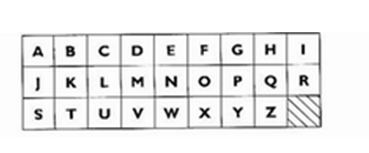 A B C D E F G H I
J K L M N O P Q R
S T U V W X Y Z